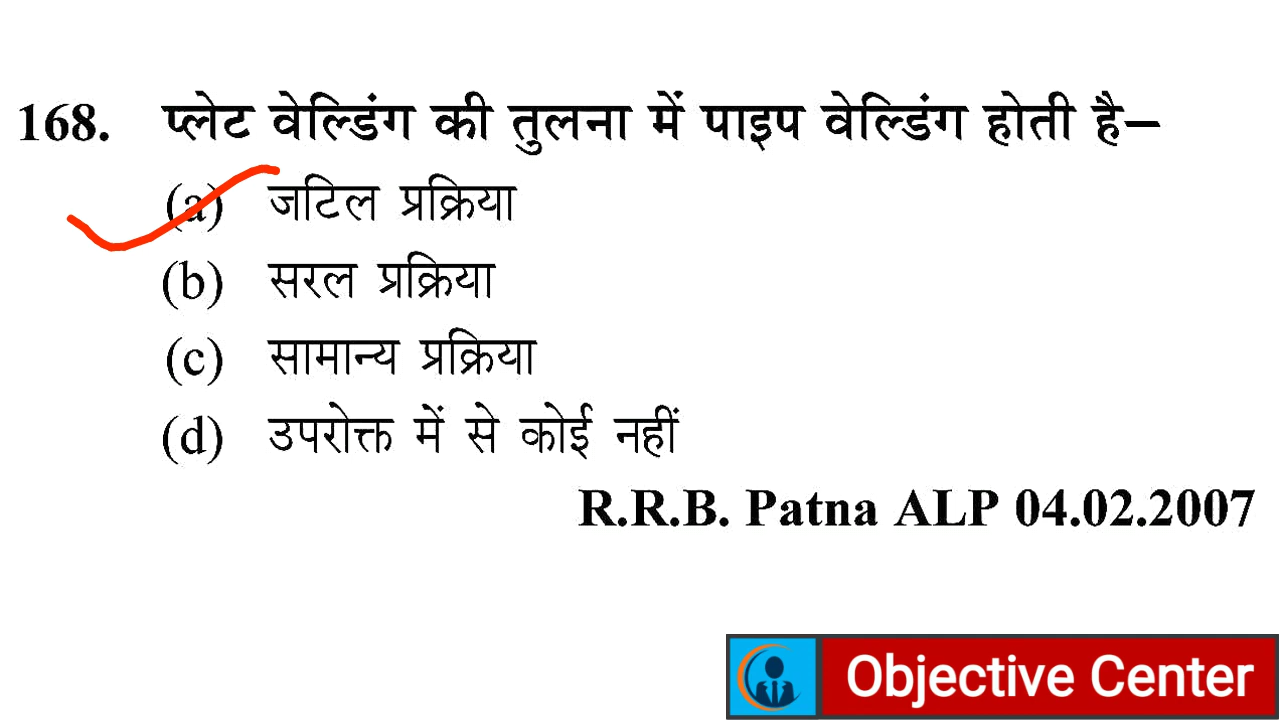 168. प्लेट वेल्डिंग की तुलना में पाइप वेल्डिंग होती है–
(a) जटिल प्रक्रिया
(b) सरल प्रक्रिया
(c) सामान्य प्रक्रिया
(d) उपरोक्त में से कोई नहीं
R.R.B. Patna ALP 04.02.2007
Objective Center